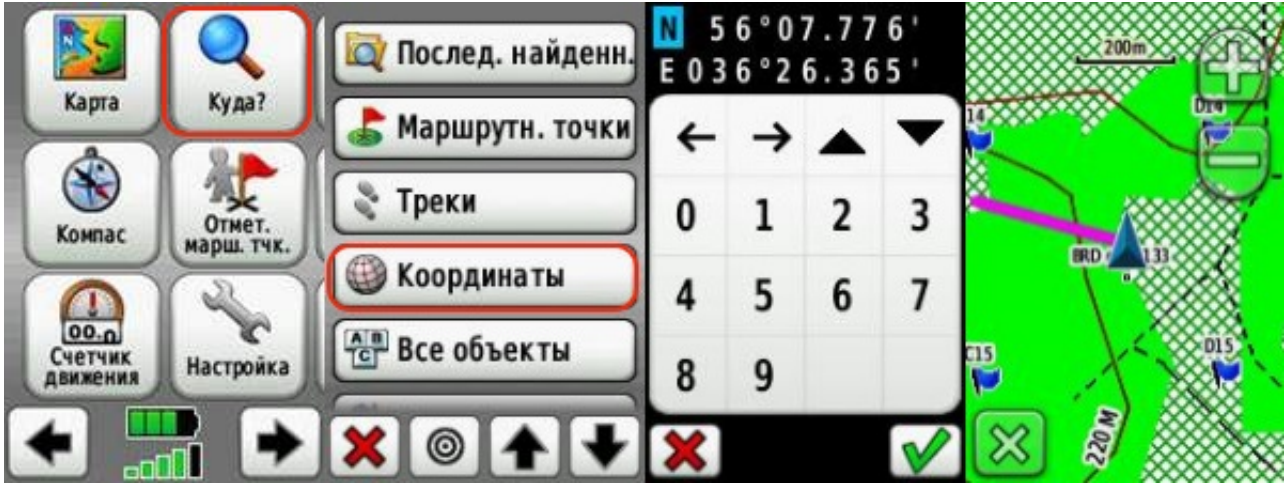 Карта
Куда?
Компас
Отмет.
марш. тчк.
00.0
Счетчик
движения
Настройка
Послед. найденн.
Маршрутн. точки
Треки
Координаты
A B
C
Все объекты
N 56°07.776'
E 036°26.365'
0 1 2 3
4 5 6 7
8 9
200m
14
D14
BRD
133
C15
D15
220 M